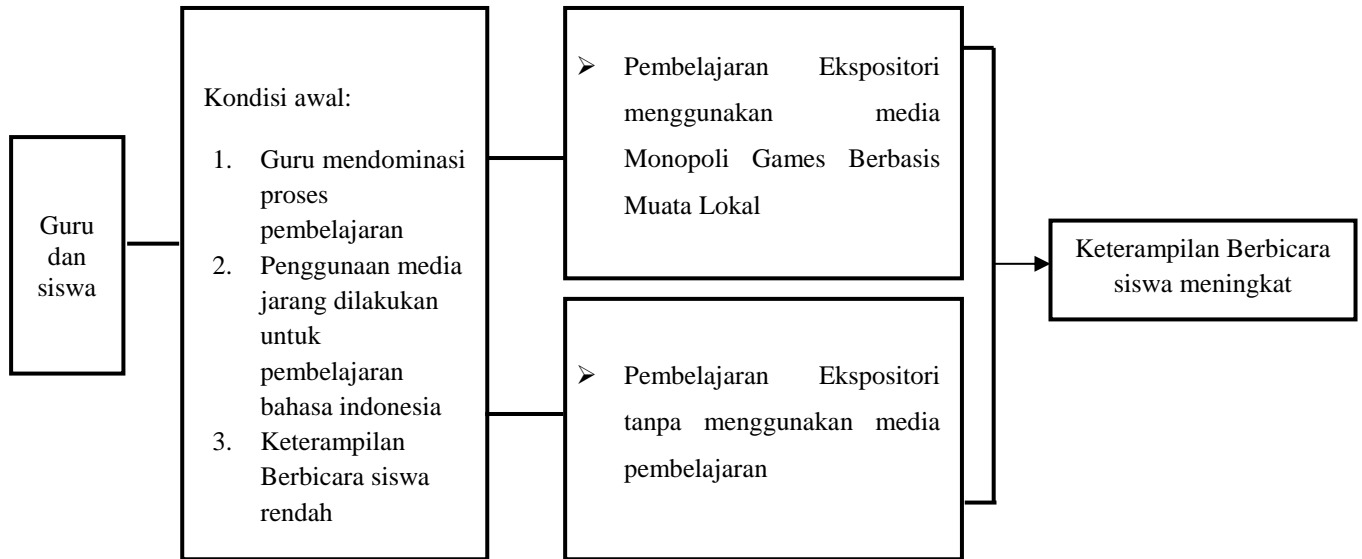 Guru
dan
siswa
Kondisi awal:
1. Guru mendominasi
proses
pembelajaran
2. Penggunaan media
jarang dilakukan
untuk
pembelajaran
bahasa indonesia
3. Keterampilan
Berbicara siswa
rendah
➢ Pembelajaran Ekspositori
menggunakan media
Monopoli Games Berbasis
Muata Lokal
➢ Pembelajaran Ekspositori
tanpa menggunakan media
pembelajaran
Keterampilan Berbicara
siswa meningkat